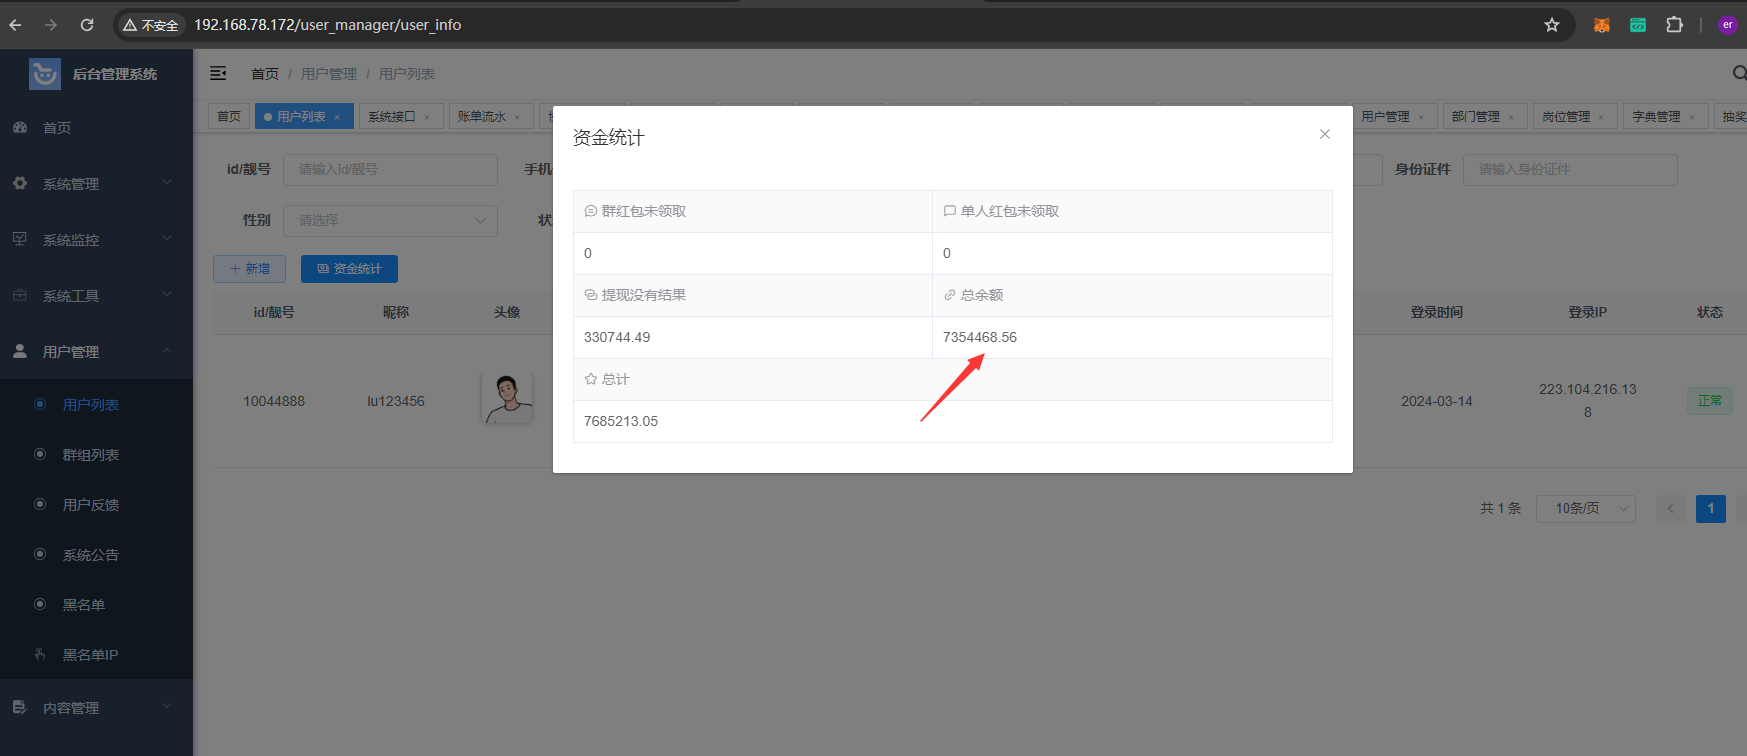 不安全 192.168.78.172/user_manager/user_info er
后台管理系统
首页 / 用户管理 / 用户列表
首页 用户列表 × 系统接口 × 账单流水 × 用户管理 × 部门管理 × 岗位管理 × 字典管理 × 抽奖
首页
系统管理
系统监控
系统工具
用户管理
用户列表
群组列表
用户反馈
系统公告
黑名单
黑名单IP
内容管理
id/靓号 请输入id/靓号 手机 身份证件 请输入身份证件
性别 请选择 状
新增 资金统计
id/靓号 昵称 头像 登录时间 登录IP 状态
10044888 lu123456 2024-03-14 223.104.216.13
8 正常
共 1 条 10条/页 1
资金统计
群红包未领取 单人红包未领取
0 0
提现没有结果 总余额
330744.49 7354468.56
总计
7685213.05